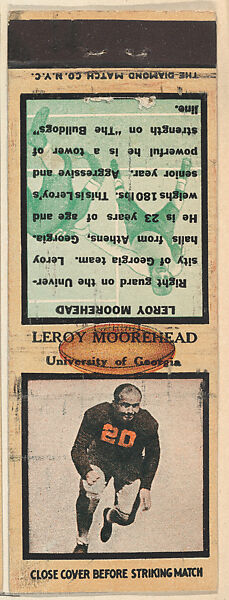 THE DIAMOND MATCH CO. N.Y.C.
LEROY MOOREHEAD
Right guard on the Univer-
sity of Georgia team. Leroy
hails from Athens, Georgia.
He is 23 years of age and
weighs 180 lbs. This is Leroy's
senior year. Aggressive and
powerful he is a tower of
strength on "The Bulldogs"
line.
LEROY MOOREHEAD
University of Georgia
20
CLOSE COVER BEFORE STRIKING MATCH